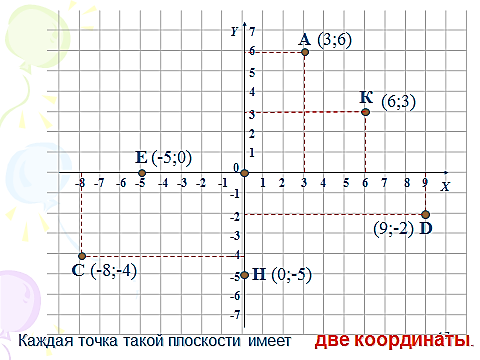 Y
7
6
A (3;6)
5
4
К (6;3)
3
2
1
E (-5;0)
0
-8 -7 -6 -5 -4 -3 -2 -1 1 2 3 4 5 6 7 8 9 X
-1
-2
(9;-2) D
-3
-4
C (-8;-4)
-5
H (0;-5)
-6
-7
Каждая точка такой плоскости имеет две координаты.